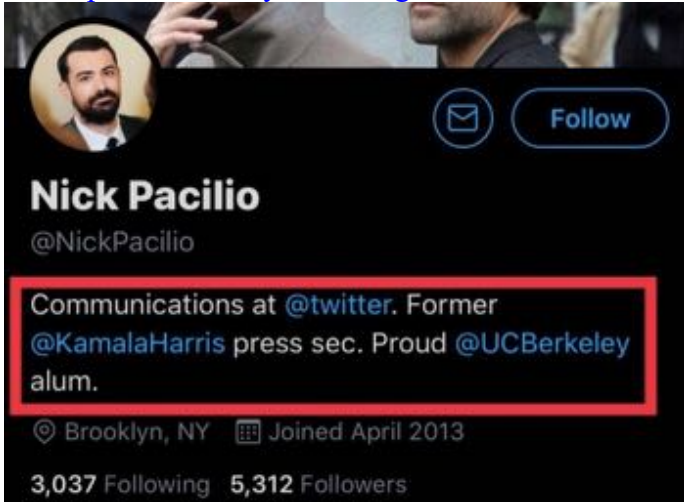 Follow
Nick Pacilio
@NickPacilio
Communications at @twitter. Former
@KamalaHarris press sec. Proud @UCBerkeley
alum.
Brooklyn, NY Joined April 2013
3,037 Following 5,312 Followers